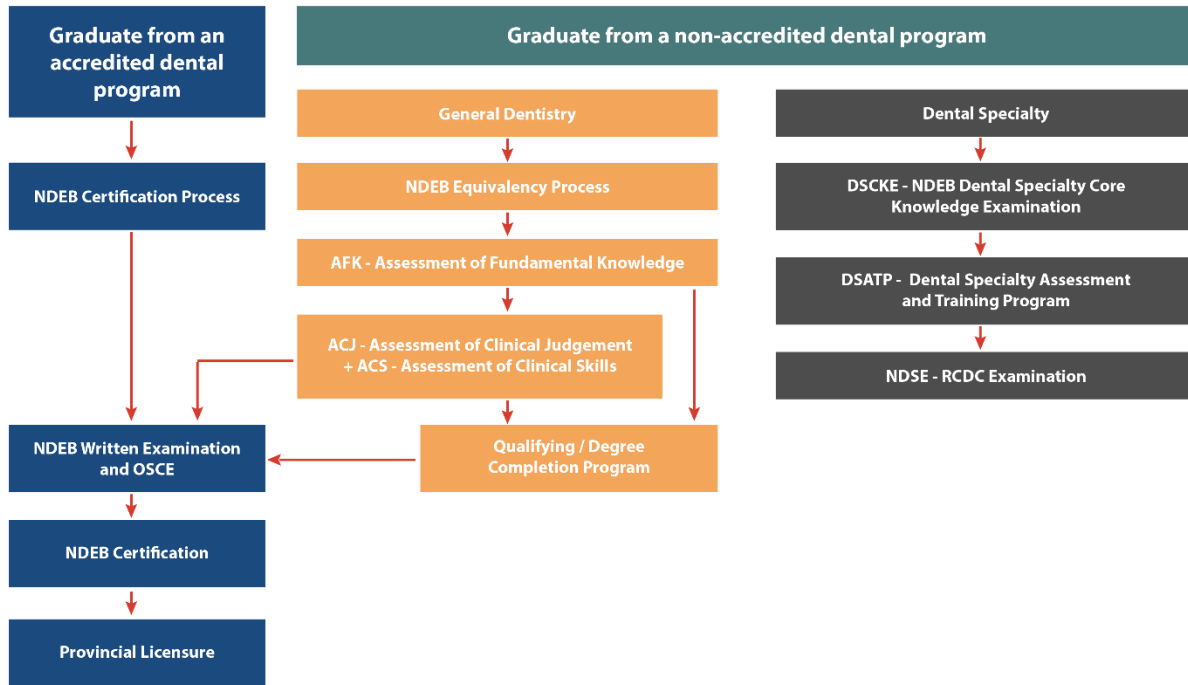 Graduate from an
accredited dental
program
NDEB Certification Process
NDEB Written Examination
and OSCE
NDEB Certification
Provincial Licensure
Graduate from a non-accredited dental program
General Dentistry
NDEB Equivalency Process
AFK - Assessment of Fundamental Knowledge
ACJ - Assessment of Clinical Judgement
+ ACS - Assessment of Clinical Skills
Qualifying / Degree
Completion Program
Dental Specialty
DSCKE - NDEB Dental Specialty Core
Knowledge Examination
DSATP -  Dental Specialty Assessment
and Training Program
NDSE - RCDC Examination